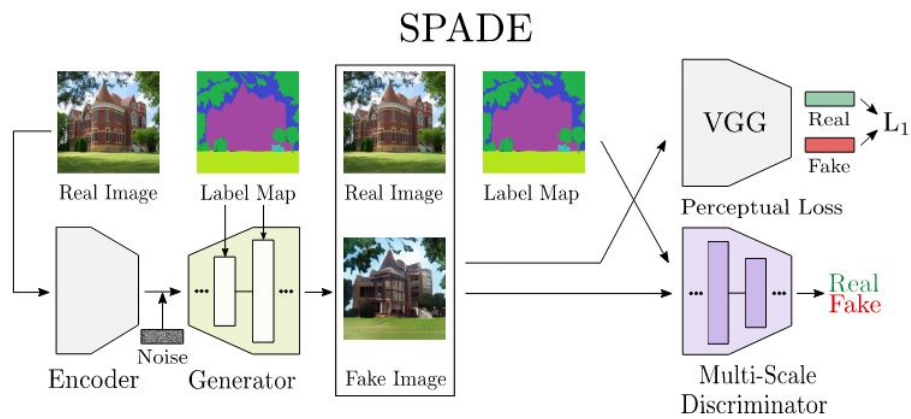 SPADE
Real Image
Label Map
Real Image
Label Map
VGG
Real
Fake
L1
Perceptual Loss
Noise
Encoder
Generator
Fake Image
Real
Fake
Multi-Scale
Discriminator